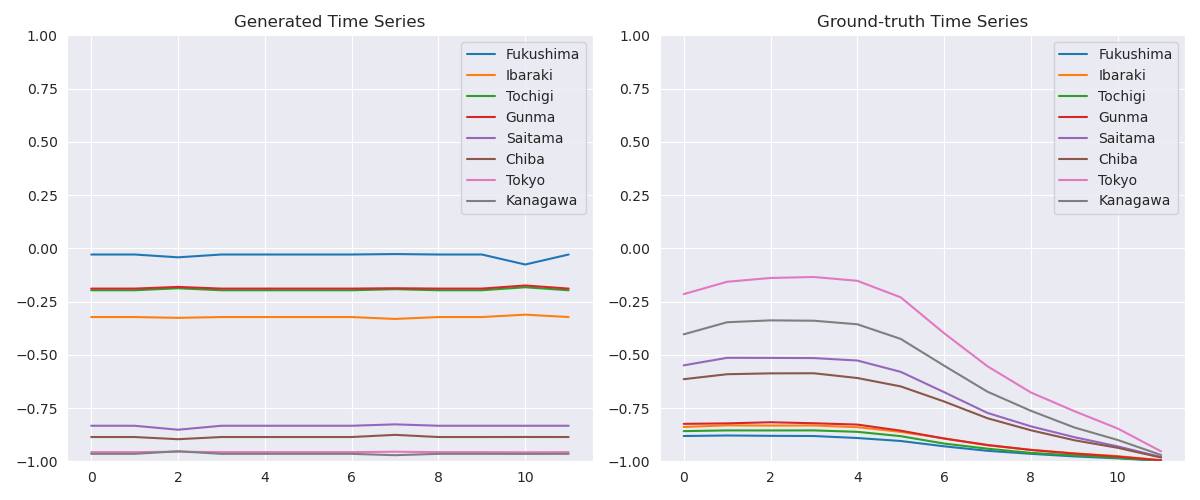 Generated Time Series
1.00
0.75
0.50
0.25
0.00
−0.25
−0.50
−0.75
−1.00
0 2 4 6 8 10
Fukushima
Ibaraki
Tochigi
Gunma
Saitama
Chiba
Tokyo
Kanagawa
Ground-truth Time Series
1.00
0.75
0.50
0.25
0.00
−0.25
−0.50
−0.75
−1.00
0 2 4 6 8 10
Fukushima
Ibaraki
Tochigi
Gunma
Saitama
Chiba
Tokyo
Kanagawa